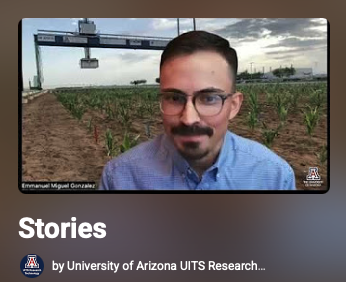 Emmanuel Miguel Gonzalez
Stories
by University of Arizona UITS Research...